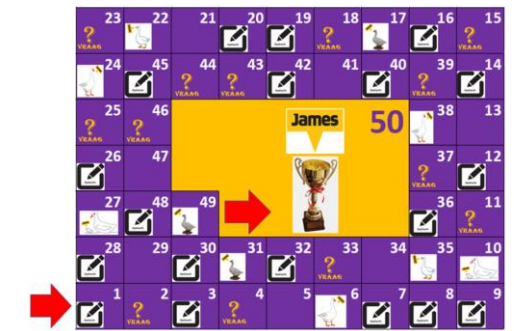 23 22 21 20 19 18 17 16 15
? ? ?
VRAAG VRAAG VRAAG
24 45 44 43 42 41 40 39 14
? ? ?
VRAAG VRAAG VRAAG
25 46 James 50 38 13
? ?
VRAAG VRAAG
26 47 37 12
?
VRAAG
27 48 49 36 11
?
VRAAG
28 29 30 31 32 33 34 35 10
?
VRAAG
1 2 3 4 5 6 7 8 9
? ?
VRAAG VRAAG